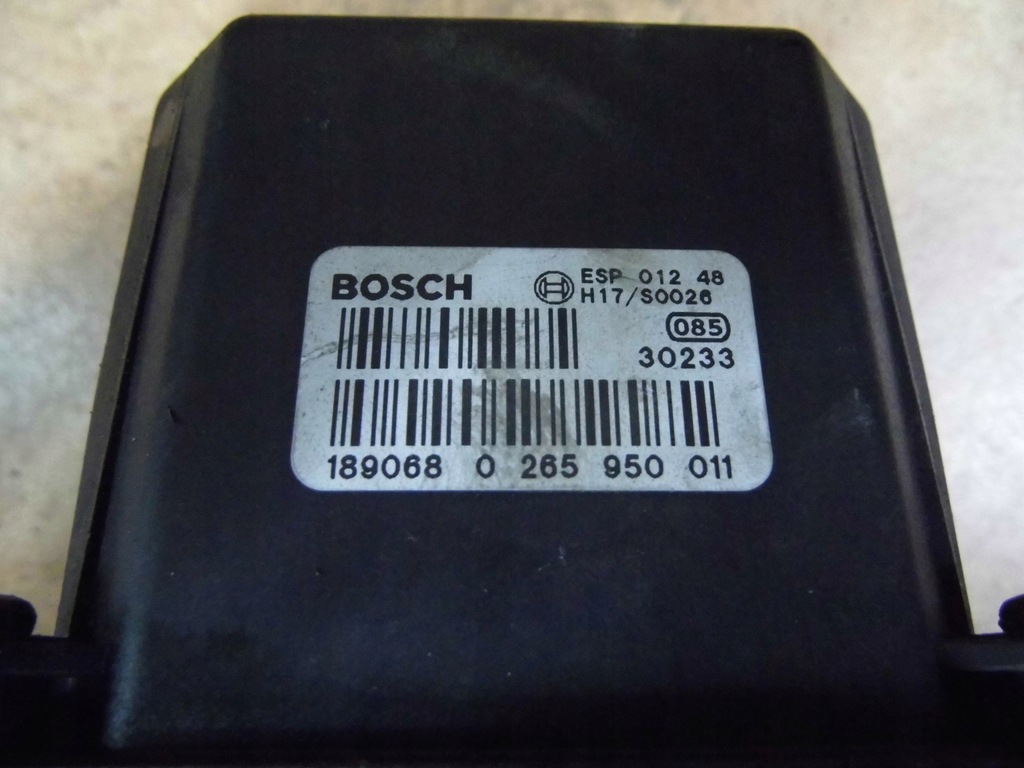 BOSCH
ESP 012 48
H17/S0026
085
30233
189068 0 265 950 011